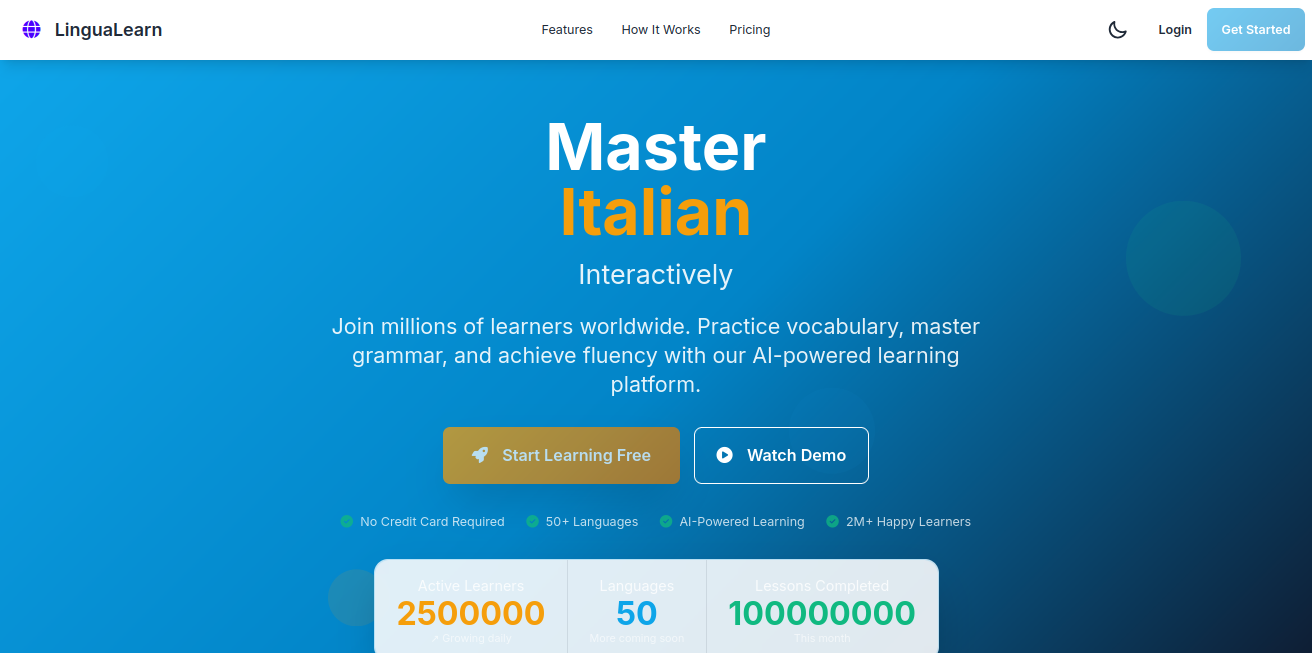 LinguaLearn
Features
How It Works
Pricing
Login
Get Started
Master
Italian
Interactively
Join millions of learners worldwide. Practice vocabulary, master
grammar, and achieve fluency with our AI-powered learning
platform.
Start Learning Free
Watch Demo
No Credit Card Required
50+ Languages
AI-Powered Learning
2M+ Happy Learners
Active Learners
2500000
↗ Growing daily
Languages
50
More coming soon
Lessons Completed
100000000
This month